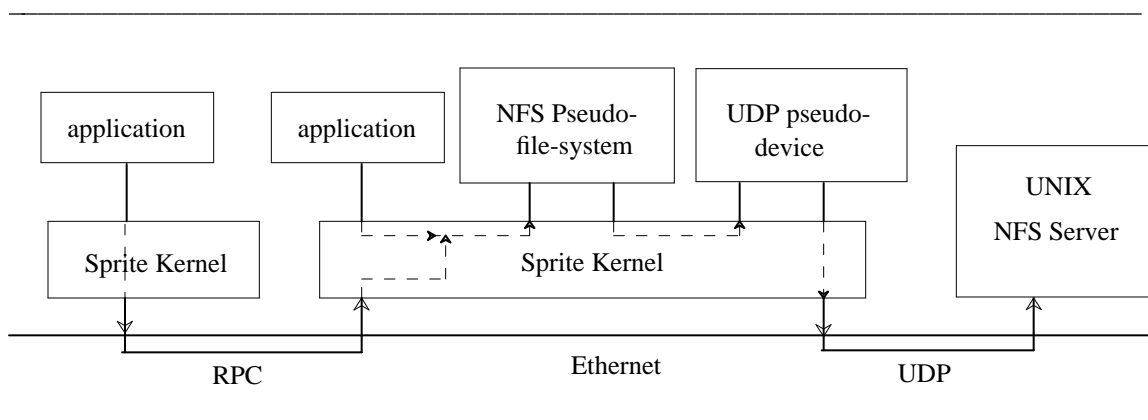 application
application
NFS Pseudo-
file-system
UDP pseudo-
device
UNIX
NFS Server
Sprite Kernel
Sprite Kernel
RPC
Ethernet
UDP